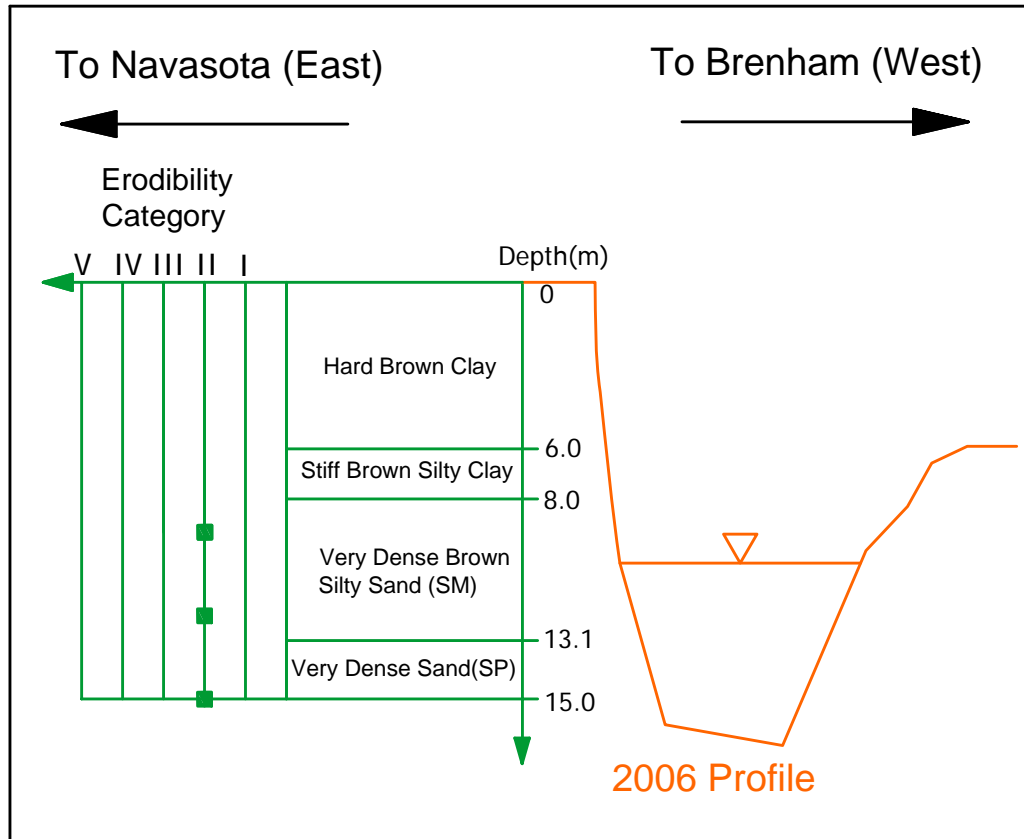 To Navasota (East)
To Brenham (West)
Erodibility
Category
V IV III II I
Depth(m)
0
Hard Brown Clay
6.0
Stiff Brown Silty Clay
8.0
Very Dense Brown
Silty Sand (SM)
13.1
Very Dense Sand(SP)
15.0
2006 Profile